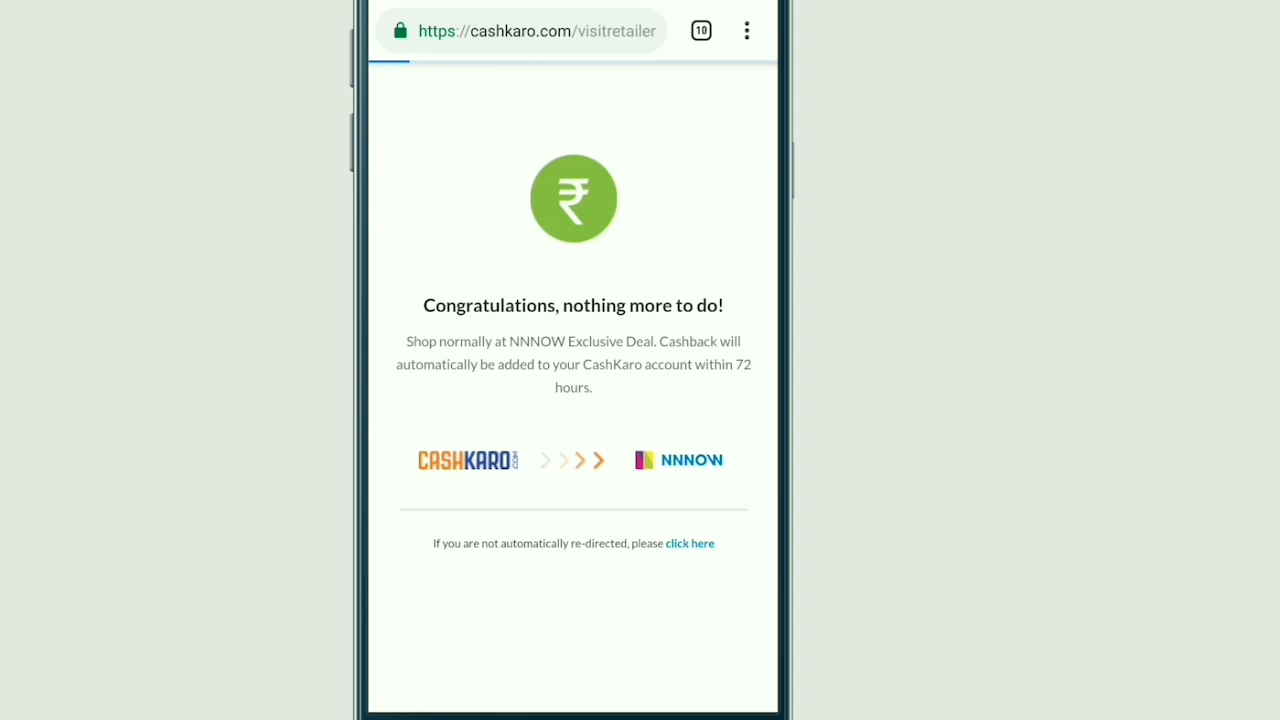 https://cashkaro.com/visitretailer
10
₹
Congratulations, nothing more to do!
Shop normally at NNNOW Exclusive Deal. Cashback will
automatically be added to your CashKaro account within 72
hours.
CASHKARO.COM
NNNOW
If you are not automatically re-directed, please click here